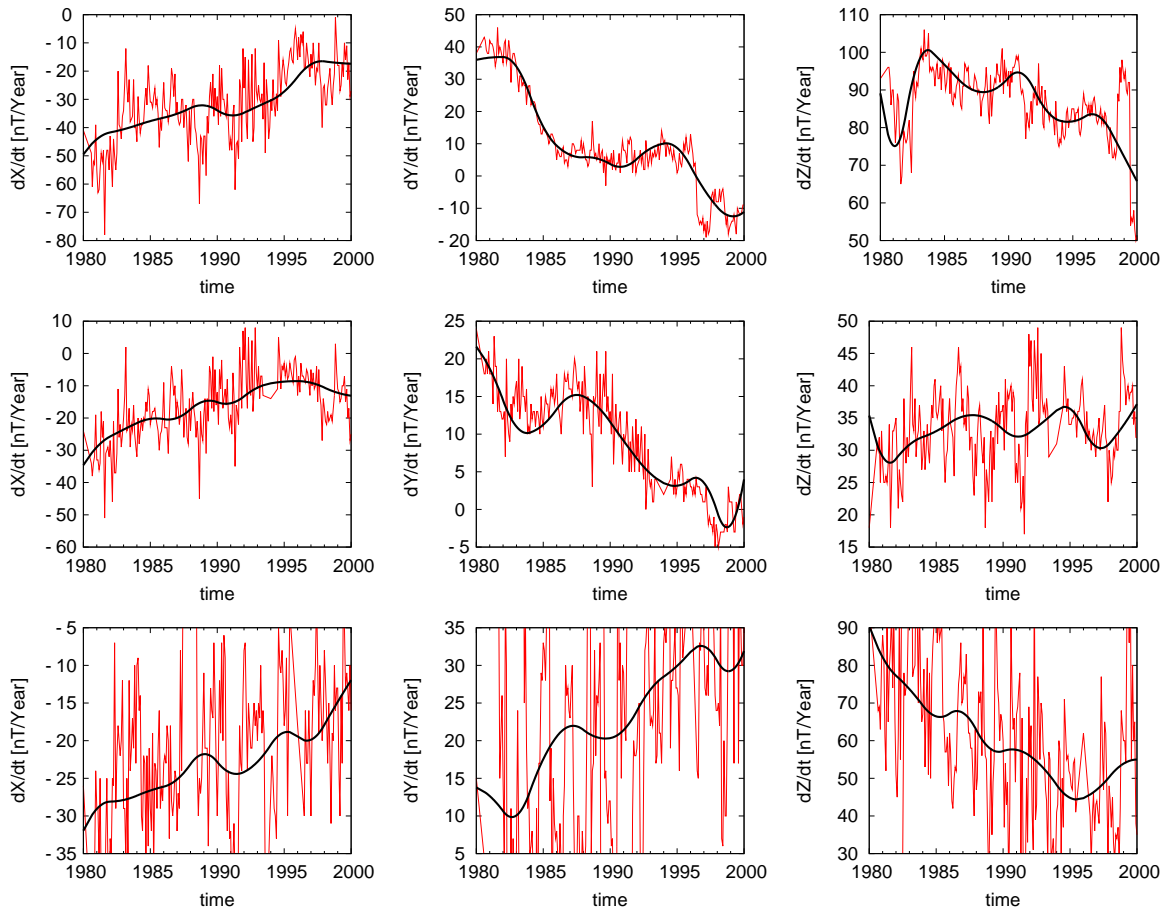 dX/dt [nT/Year]
- 0
- 10
- 20
- 30
- 40
- 50
- 60
- 70
- 80
1980 1985 1990 1995 2000
time
dY/dt [nT/Year]
50
40
30
20
10
0
- 10
- 20
1980 1985 1990 1995 2000
time
dZ/dt [nT/Year]
110
100
90
80
70
60
50
1980 1985 1990 1995 2000
time
dX/dt [nT/Year]
10
0
- 10
- 20
- 30
- 40
- 50
- 60
1980 1985 1990 1995 2000
time
dY/dt [nT/Year]
25
20
15
10
5
0
- 5
1980 1985 1990 1995 2000
time
dZ/dt [nT/Year]
50
45
40
35
30
25
20
15
1980 1985 1990 1995 2000
time
dX/dt [nT/Year]
- 5
- 10
- 15
- 20
- 25
- 30
- 35
1980 1985 1990 1995 2000
time
dY/dt [nT/Year]
35
30
25
20
15
10
5
1980 1985 1990 1995 2000
time
dZ/dt [nT/Year]
90
80
70
60
50
40
30
1980 1985 1990 1995 2000
time